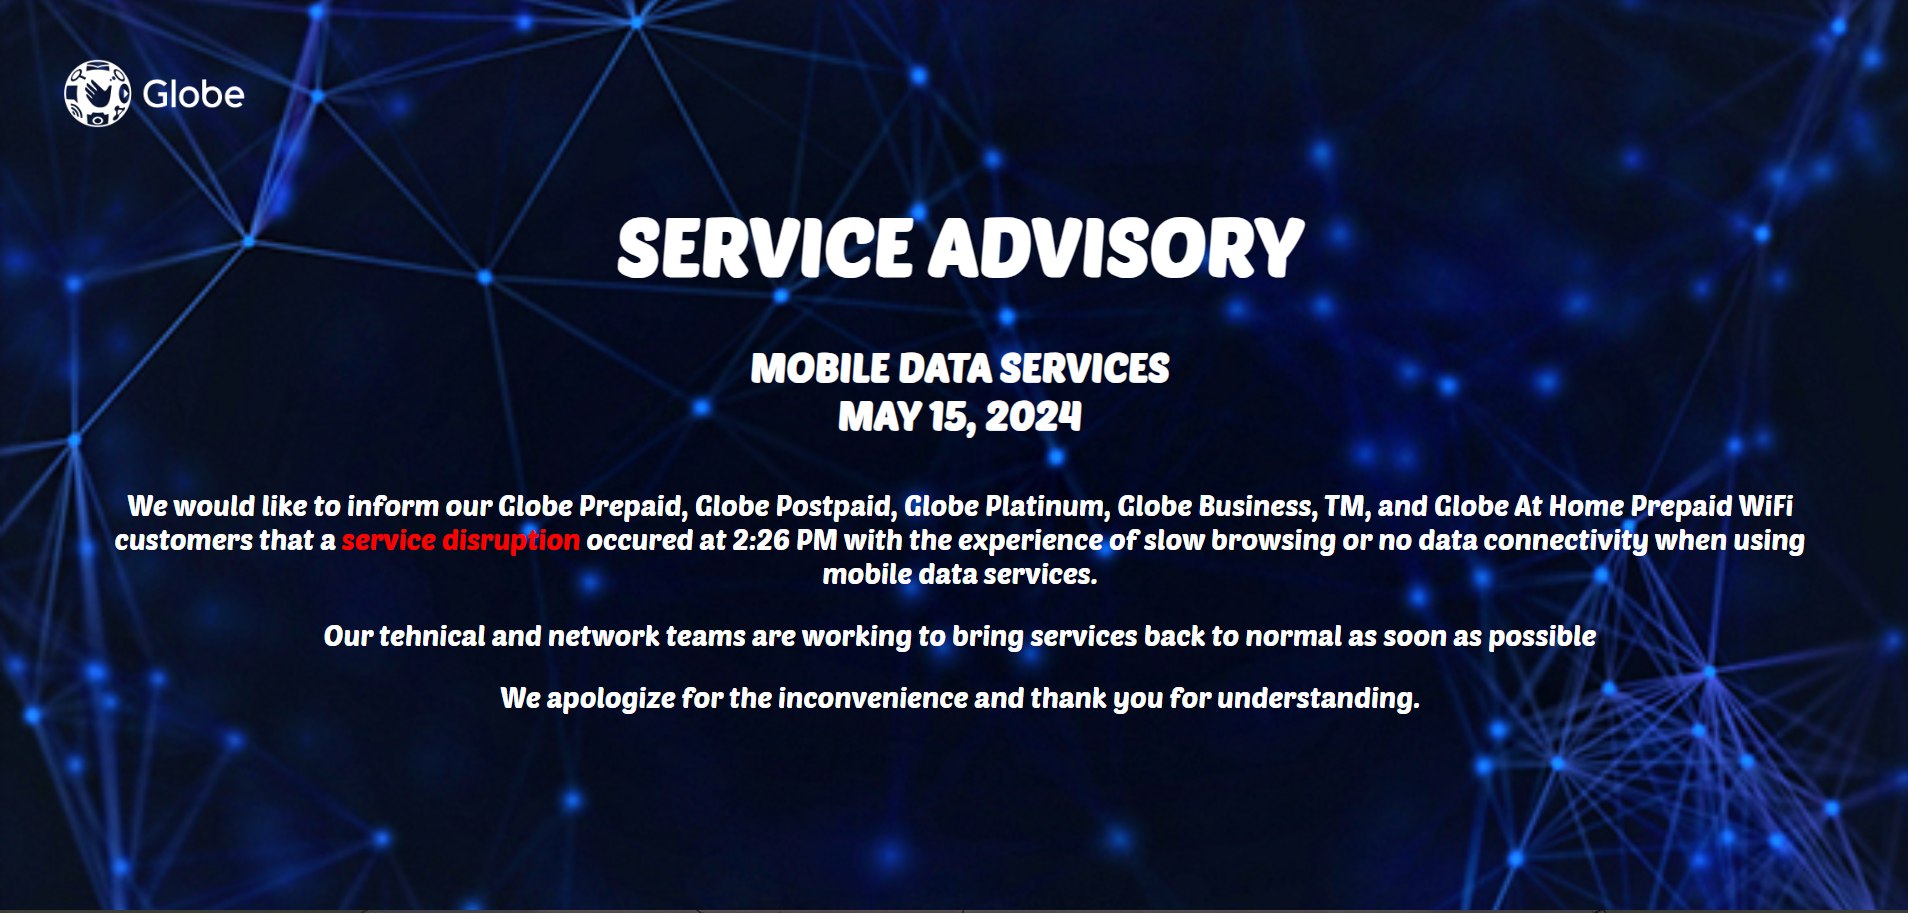 Globe
SERVICE ADVISORY
MOBILE DATA SERVICES
MAY 15, 2024
We would like to inform our Globe Prepaid, Globe Postpaid, Globe Platinum, Globe Business, TM, and Globe At Home Prepaid WiFi
customers that a service disruption occured at 2:26 PM with the experience of slow browsing or no data connectivity when using
mobile data services.
Our tehnical and network teams are working to bring services back to normal as soon as possible
We apologize for the inconvenience and thank you for understanding.